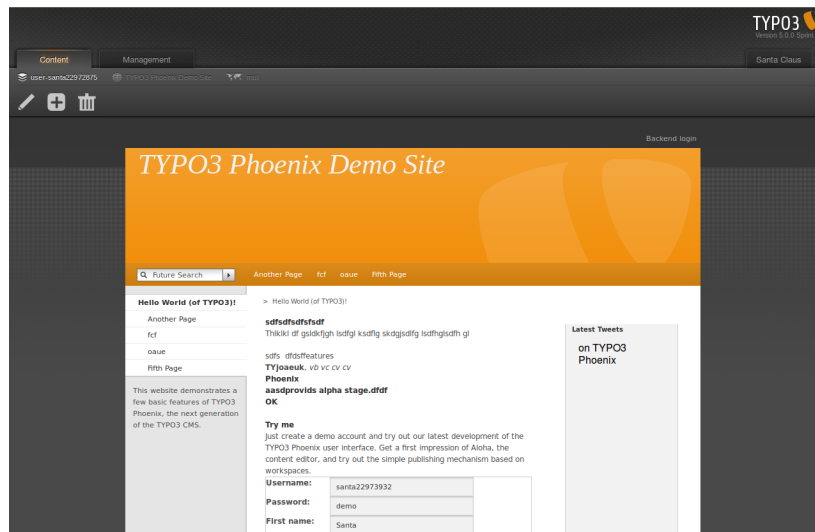 TYPO3
Version 5.0.0 Sprint
Content
Management
Santa Claus
user-santa22972875
TYPO3 Phoenix Demo Site
mul
Backend login
TYPO3 Phoenix Demo Site
Future Search
Another Page
fcf
oaue
Fifth Page
Hello World (of TYPO3)!
Another Page
fcf
oaue
Fifth Page
This website demonstrates a
few basic features of TYPO3
Phoenix, the next generation
of the TYPO3 CMS.
> Hello World (of TYPO3)!
sdfsdfsdfsfsdf
Thlklkl df gsldkfjgh lsdfgl ksdflg skdgjsdlfg lsdfhglsdfh gl
sdfs dfdsffeatures
TYjoaeuk, vb vc cv cv
Phoenix
aasdprovids alpha stage.dfdf
OK
Try me
Just create a demo account and try out our latest development of the
TYPO3 Phoenix user interface. Get a first impression of Aloha, the
content editor, and try out the simple publishing mechanism based on
workspaces.
Username: santa22973932
Password: demo
First name: Santa
Latest Tweets
on TYPO3
Phoenix